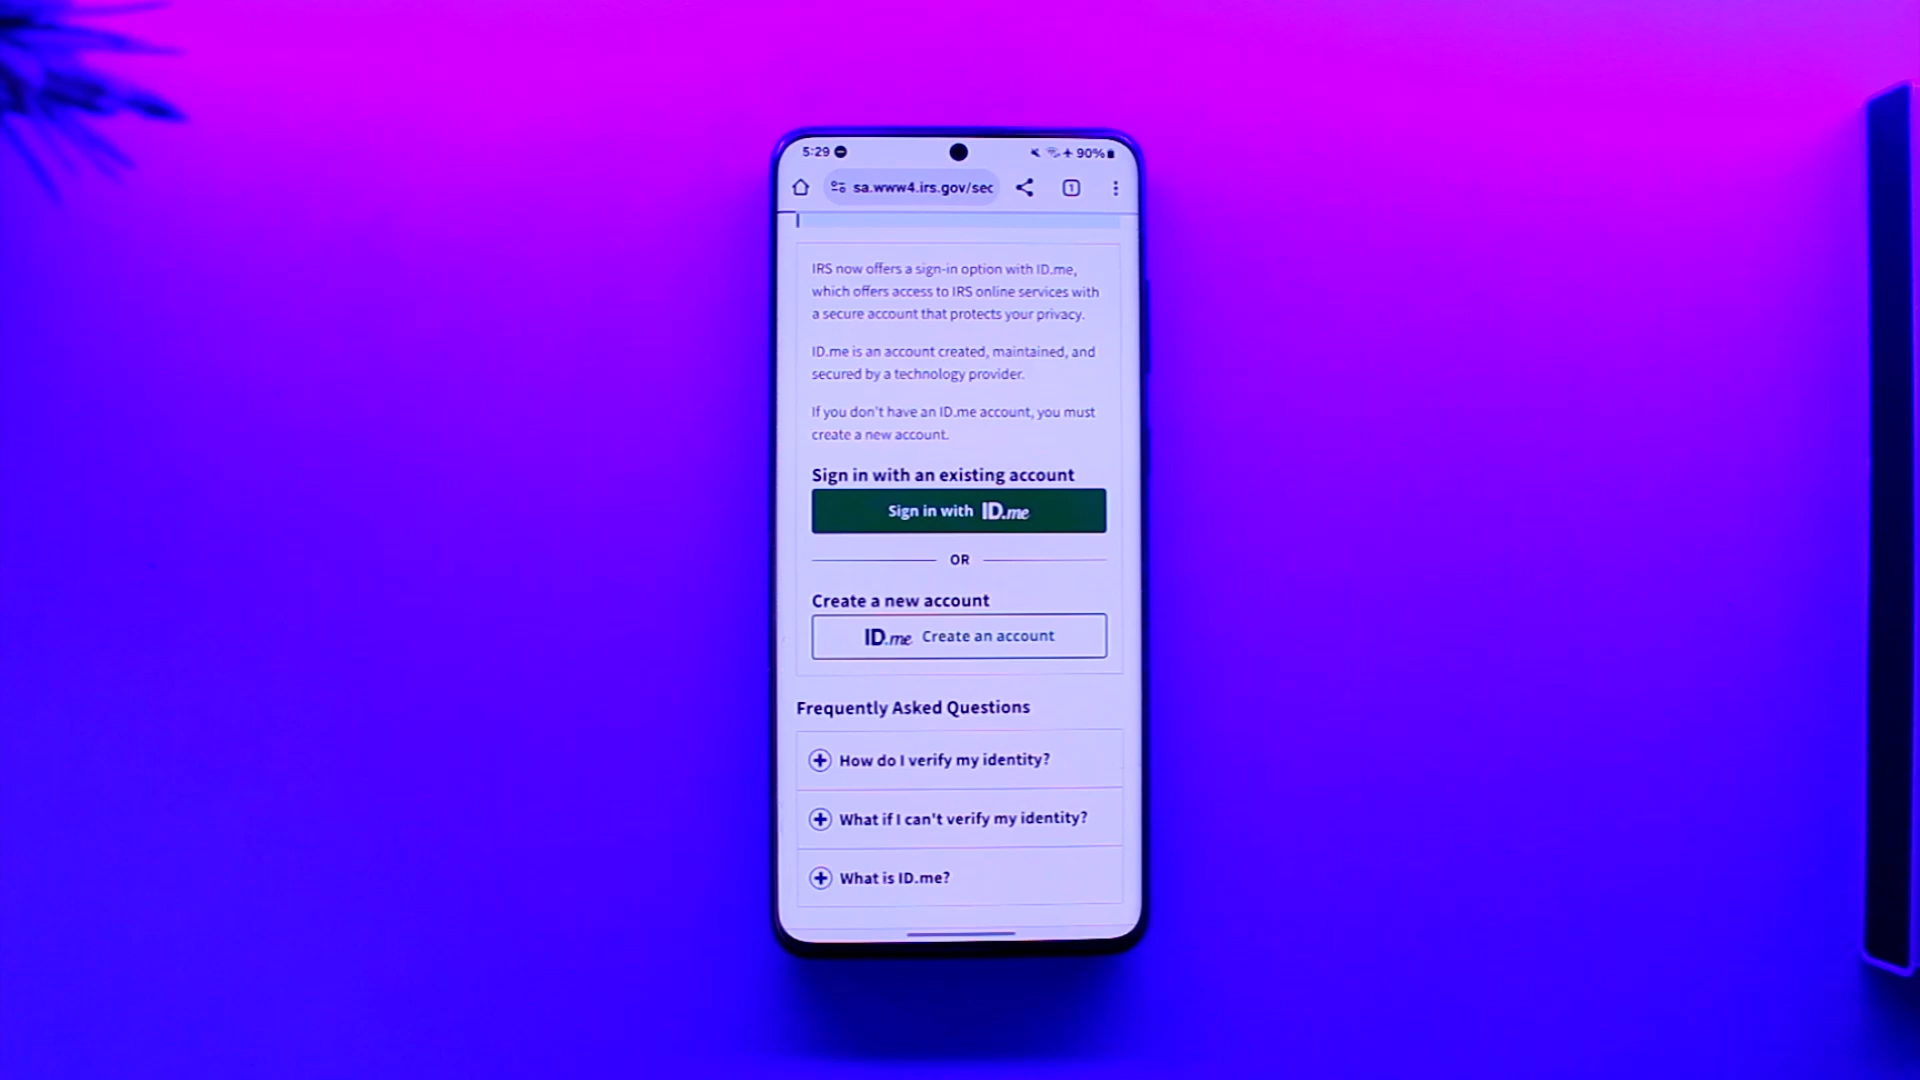 5:29 90%
sa.www4.irs.gov/sec 1
IRS now offers a sign-in option with ID.me,
which offers access to IRS online services with
a secure account that protects your privacy.
ID.me is an account created, maintained, and
secured by a technology provider.
If you don't have an ID.me account, you must
create a new account.
Sign in with an existing account
Sign in with ID.me
OR
Create a new account
ID.me Create an account
Frequently Asked Questions
How do I verify my identity?
What if I can't verify my identity?
What is ID.me?